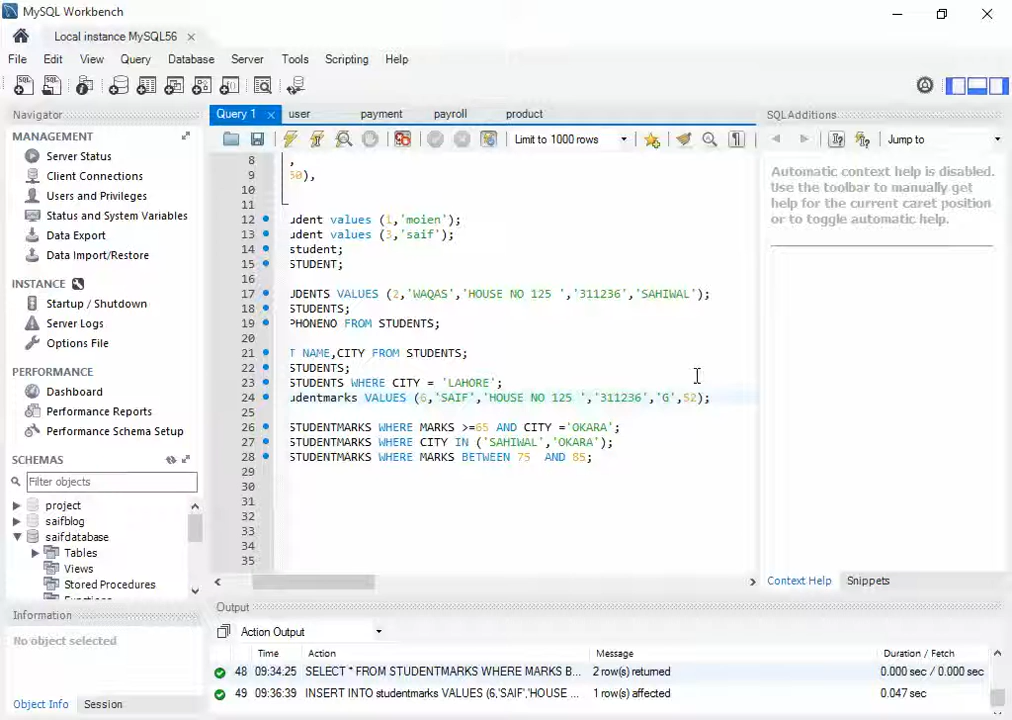 MySQL Workbench
Local instance MySQL56
File Edit View Query Database Server Tools Scripting Help
Navigator
MANAGEMENT
Server Status
Client Connections
Users and Privileges
Status and System Variables
Data Export
Data Import/Restore
INSTANCE
Startup / Shutdown
Server Logs
Options File
PERFORMANCE
Dashboard
Performance Reports
Performance Schema Setup
SCHEMAS
Filter objects
project
saifblog
saifdatabase
Tables
Views
Stored Procedures
Information
No object selected
Object Info Session
Query 1 user payment payroll product
Limit to 1000 rows
8 ,
9 50),
10
11
12 udent values (1,'moien');
13 udent values (3,'saif');
14 student;
15 STUDENT;
16
17 UDENTS VALUES (2,'WAQAS','HOUSE NO 125 ','311236','SAHIWAL');
18 STUDENTS;
19 PHONENO FROM STUDENTS;
20
21 T NAME,CITY FROM STUDENTS;
22 STUDENTS;
23 STUDENTS WHERE CITY = 'LAHORE';
24 udentmarks VALUES (6,'SAIF','HOUSE NO 125 ','311236','G',52);
25
26 STUDENTMARKS WHERE MARKS >=65 AND CITY ='OKARA';
27 STUDENTMARKS WHERE CITY IN ('SAHIWAL','OKARA');
28 STUDENTMARKS WHERE MARKS BETWEEN 75 AND 85;
29
30
31
32
33
34
35
SQLAdditions
Jump to
Automatic context help is disabled.
Use the toolbar to manually get
help for the current caret position
or to toggle automatic help.
Context Help Snippets
Output
Action Output
Time Action Message Duration / Fetch
48 09:34:25 SELECT * FROM STUDENTMARKS WHERE MARKS B... 2 row(s) returned 0.000 sec / 0.000 sec
49 09:36:39 INSERT INTO studentmarks VALUES (6,'SAIF','HOUSE ... 1 row(s) affected 0.047 sec